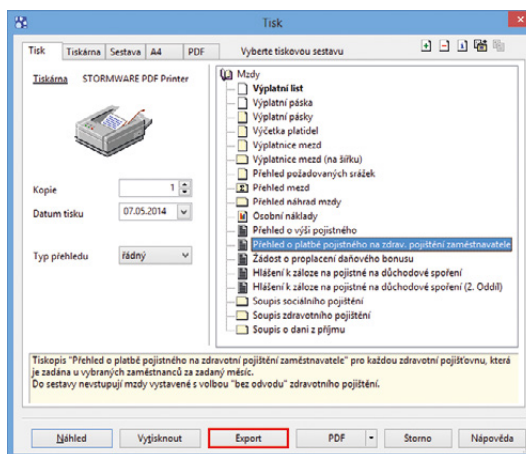 Tisk
Tisk Tiskárna Sestava A4 PDF Vyberte tiskovou sestavu
Tiskárna STORMWARE PDF Printer
Kopie 1
Datum tisku 07.05.2014
Typ přehledu řádný
Mzdy
Výplatní list
Výplatní páska
Výplatní pásky
Výčetka platidel
Výplatnice mezd
Výplatnice mezd (na šířku)
Přehled požadovaných srážek
Přehled mezd
Přehled náhrad mzdy
Osobní náklady
Přehled o výši pojistného
Přehled o platbě pojistného na zdrav. pojištění zaměstnavatele
Žádost o proplacení daňového bonusu
Hlášení k záloze na pojistné na důchodové spoření
Hlášení k záloze na pojistné na důchodové spoření (2. Oddíl)
Soupis sociálního pojištění
Soupis zdravotního pojištění
Soupis o dani z příjmu
Tiskopis "Přehled o platbě pojistného na zdravotní pojištění zaměstnavatele" pro každou zdravotní pojišťovnu, která
je zadána u vybraných zaměstnanců za zadaný měsíc.
Do sestavy nevstupují mzdy vystavené s volbou "bez odvodu" zdravotního pojištění.
Náhled Vytisknout Export PDF Storno Nápověda